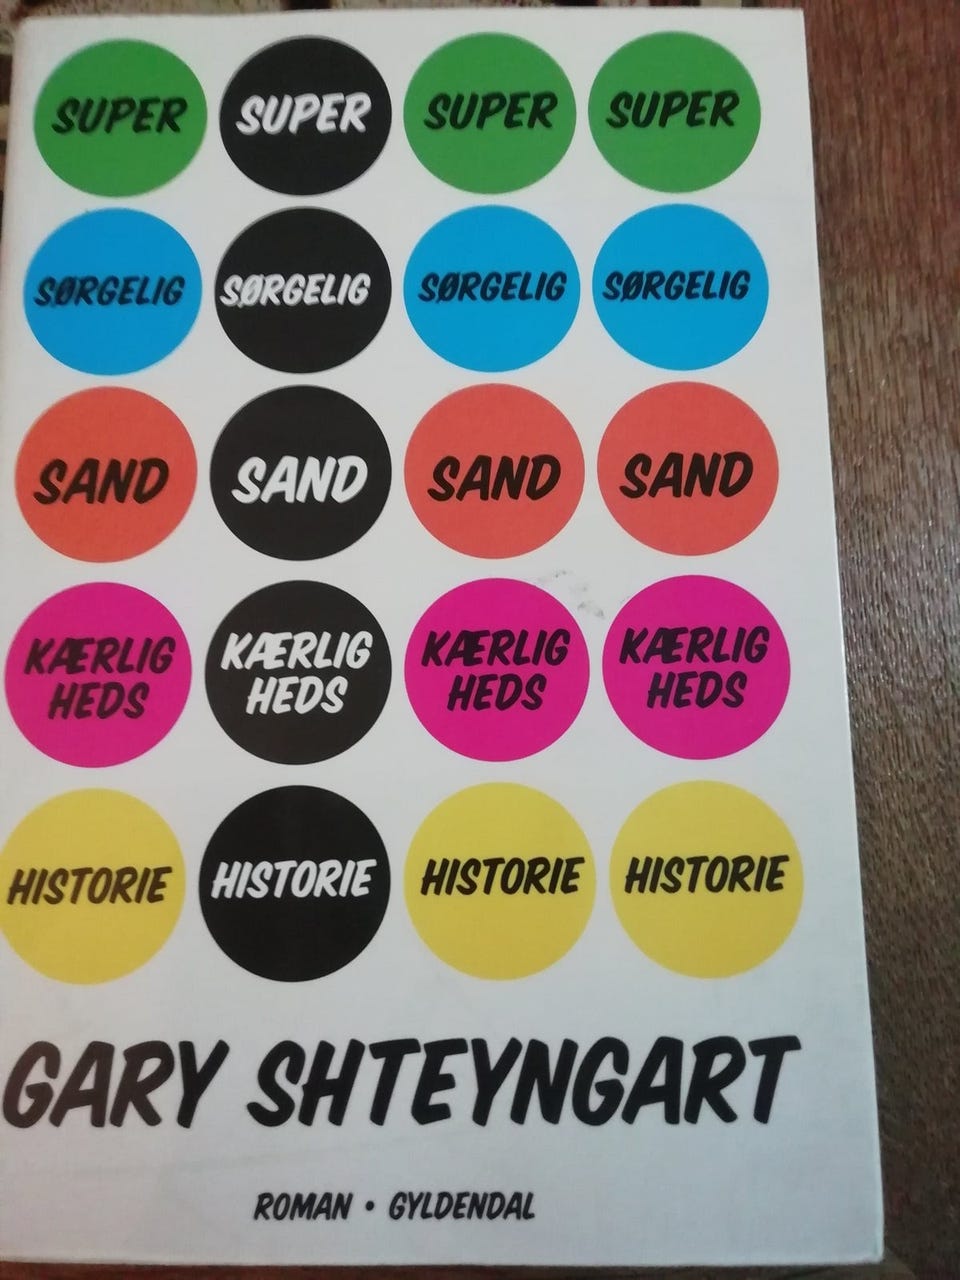 SUPER SUPER SUPER SUPER
SØRGELIG SØRGELIG SØRGELIG SØRGELIG
SAND SAND SAND SAND
KÆRLIG HEDS KÆRLIG HEDS KÆRLIG HEDS KÆRLIG HEDS
HISTORIE HISTORIE HISTORIE HISTORIE
GARY SHTEYNGART
ROMAN • GYLDENDAL